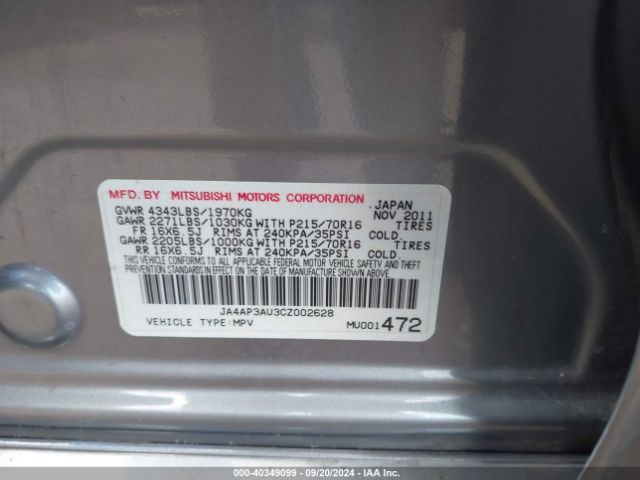 MFD. BY MITSUBISHI MOTORS CORPORATION JAPAN
GVWR 4343LBS/1970KG NOV 2011
GAWR 2271LBS/1030KG WITH P215/70R16 TIRES
FR 16X6.5J RIMS AT 240KPA/35PSI COLD.
GAWR 2205LBS/1000KG WITH P215/70R16 TIRES
RR 16X6.5J RIMS AT 240KPA/35PSI COLD.
THIS VEHICLE CONFORMS TO ALL APPLICABLE FEDERAL MOTOR VEHICLE SAFETY AND
THEFT PREVENTION STANDARDS IN EFFECT ON THE DATE OF MANUFACTURE SHOWN ABOVE.
JA4AP3AU3CZ002628
VEHICLE TYPE:MPV MU001472
000-40349099 - 09/20/2024 - IAA Inc.